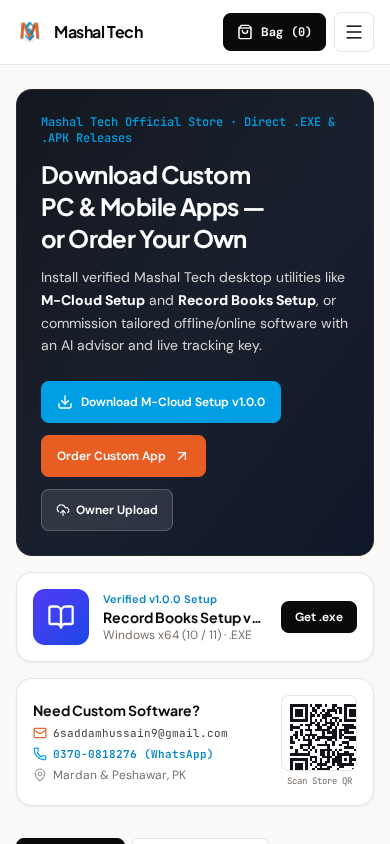 Mashal Tech
Bag (0)
Mashal Tech Official Store · Direct .EXE &
.APK Releases
Download Custom
PC & Mobile Apps —
or Order Your Own
Install verified Mashal Tech desktop utilities like
M-Cloud Setup and Record Books Setup, or
commission tailored offline/online software with
an AI advisor and live tracking key.
Download M-Cloud Setup v1.0.0
Order Custom App
Owner Upload
Verified v1.0.0 Setup
Record Books Setup v...
Windows x64 (10 / 11) · .EXE
Get .exe
Need Custom Software?
6saddamhussain9@gmail.com
0370-0818276 (WhatsApp)
Mardan & Peshawar, PK
Scan Store QR